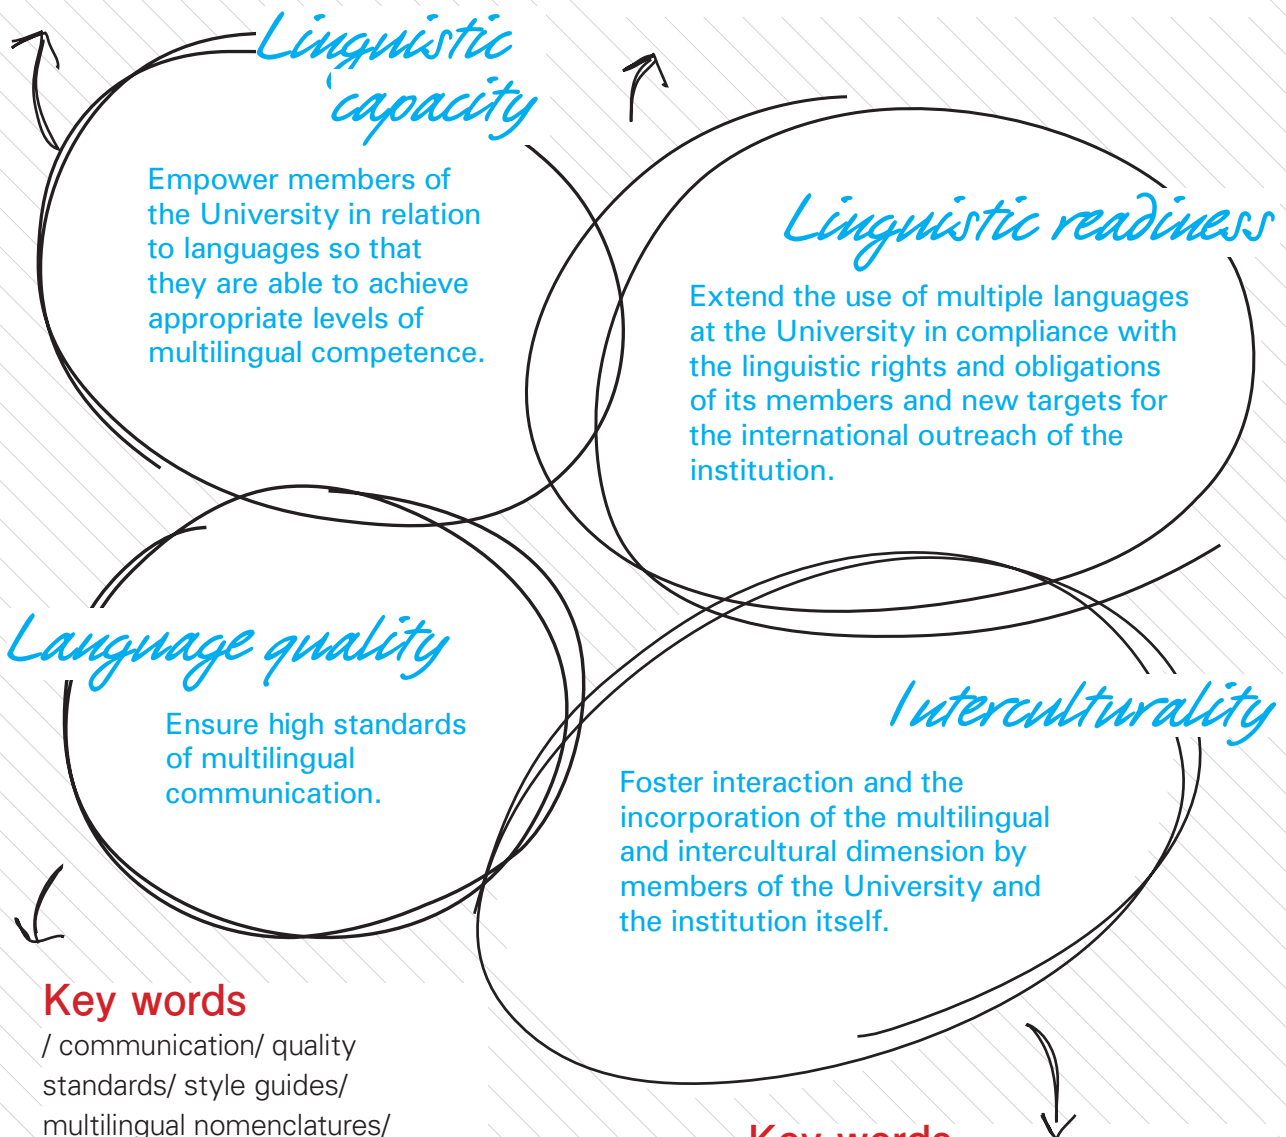 Linguistic
capacity
Empower members of
the University in relation
to languages so that
they are able to achieve
appropriate levels of
multilingual competence.
Linguistic readiness
Extend the use of multiple languages
at the University in compliance with
the linguistic rights and obligations
of its members and new targets for
the international outreach of the
institution.
Language quality
Ensure high standards
of multilingual
communication.
Interculturality
Foster interaction and the
incorporation of the multilingual
and intercultural dimension by
members of the University and
the institution itself.
Key words
/ communication/ quality
standards/ style guides/
multilingual nomenclatures/
Key words